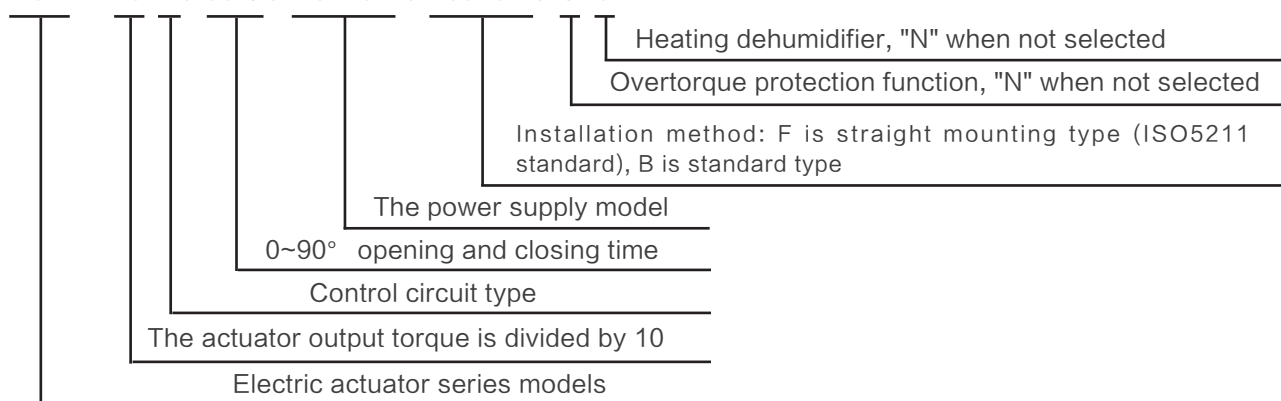 Heating dehumidifier, "N" when not selected
Overtorque protection function, "N" when not selected
Installation method: F is straight mounting type (ISO5211
standard), B is standard type
The power supply model
0~90° opening and closing time
Control circuit type
The actuator output torque is divided by 10
Electric actuator series models